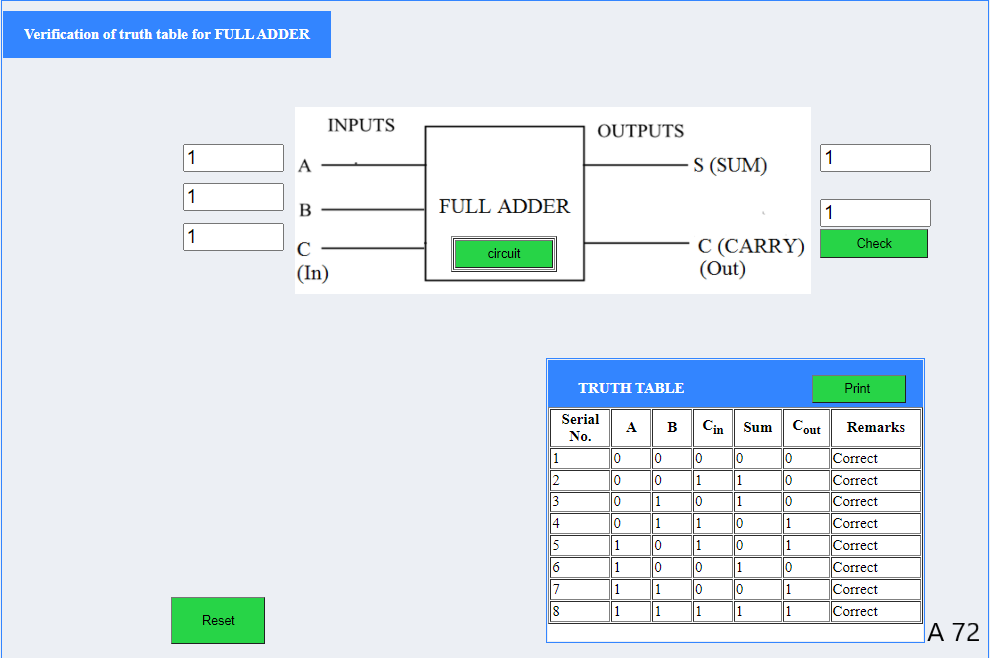 Verification of truth table for FULL ADDER
INPUTS
OUTPUTS
1
A
S (SUM)
1
1
B
FULL ADDER
1
1
C
(In)
circuit
C (CARRY)
(Out)
Check
TRUTH TABLE
Print
Serial No. A B Cin Sum Cout Remarks
1 0 0 0 0 0 Correct
2 0 0 1 1 0 Correct
3 0 1 0 1 0 Correct
4 0 1 1 0 1 Correct
5 1 0 1 0 1 Correct
6 1 0 0 1 0 Correct
7 1 1 0 0 1 Correct
8 1 1 1 1 1 Correct
Reset
A 72